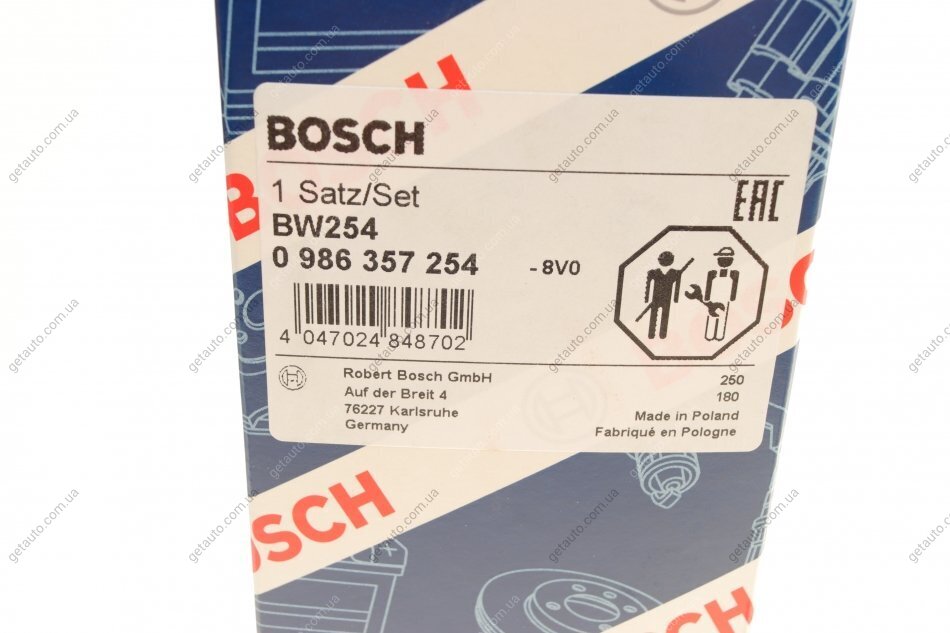 BOSCH
BOSCH
1 Satz/Set
BW254
0 986 357 254 - 8V0
EAC
4 047024 848702
Robert Bosch GmbH
Auf der Breit 4
76227 Karlsruhe
Germany
250
180
Made in Poland
Fabriqué en Pologne
BOSCH
BOSCH
getauto.com.ua